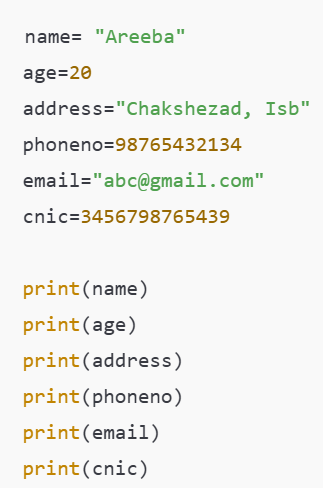 name= "Areeba"
age=20
address="Chakshezad, Isb"
phoneno=98765432134
email="abc@gmail.com"
cnic=3456798765439
print(name)
print(age)
print(address)
print(phoneno)
print(email)
print(cnic)